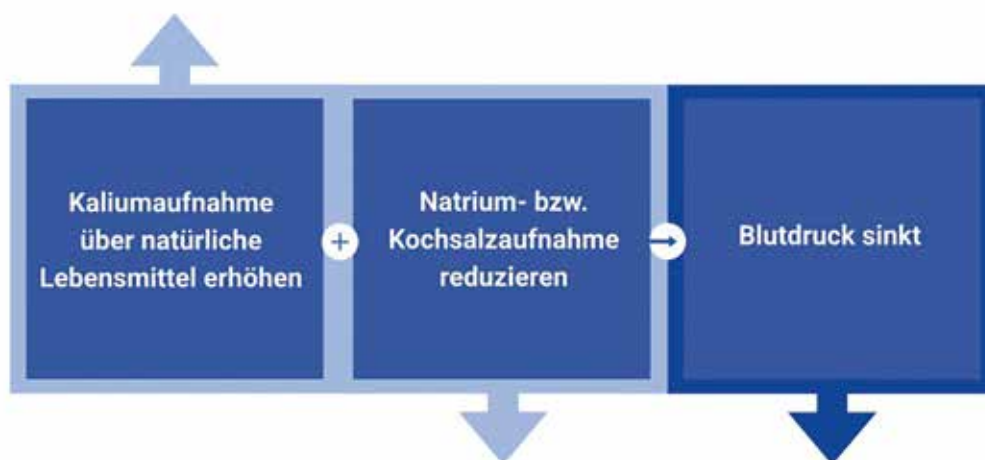 Kaliumaufnahme
über natürliche
Lebensmittel erhöhen
+
Natrium- bzw.
Kochsalzaufnahme
reduzieren
→
Blutdruck sinkt